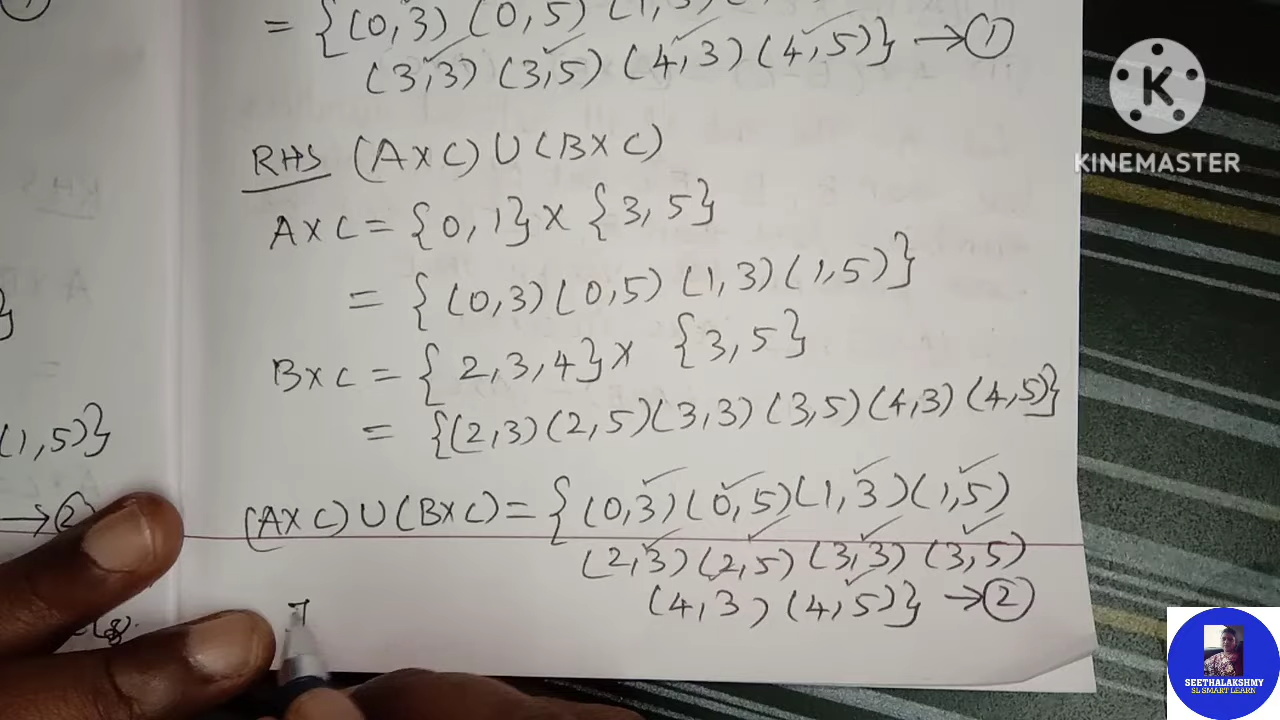 = {(0,3) (0,5) (1,3)
(3,3) (3,5) (4,3) (4,5)} → ①
RHS (A×C) ∪ (B×C)
A×C = {0,1} × {3,5}
= {(0,3) (0,5) (1,3) (1,5)}
B×C = {2,3,4} × {3,5}
= {(2,3) (2,5) (3,3) (3,5) (4,3) (4,5)}
(A×C) ∪ (B×C) = {(0,3) (0,5) (1,3) (1,5)
(2,3) (2,5) (3,3) (3,5)
(4,3) (4,5)} → ②
}
(1,5)}
→ ②
K
KINEMASTER
SEETHALAKSHMY
SL SMART LEARN